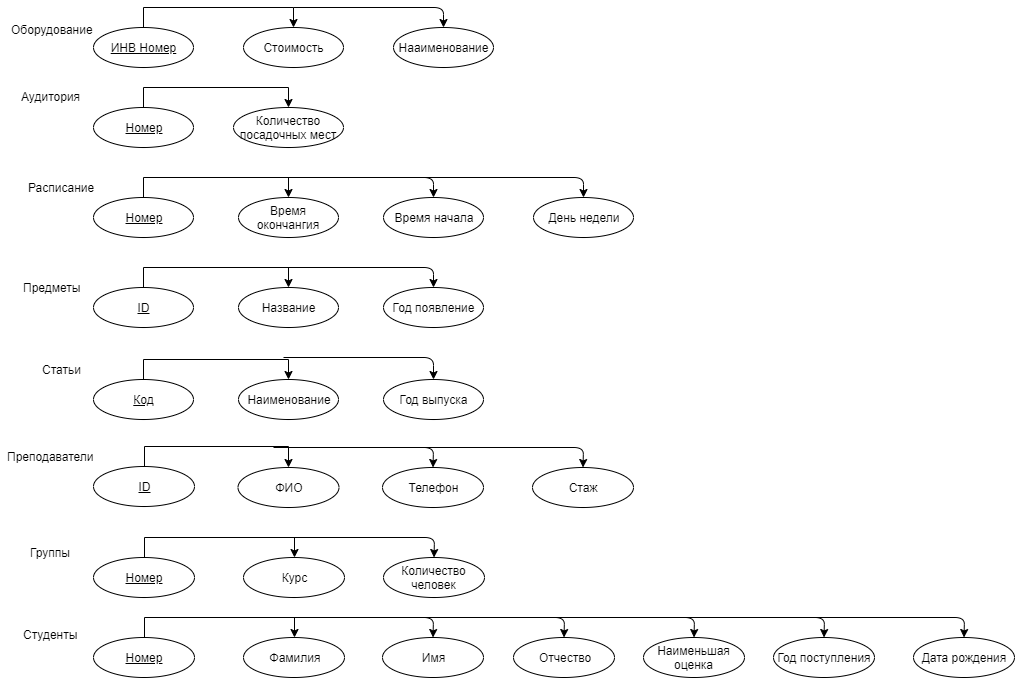 Оборудование
ИНВ Номер
Стоимость
Нааименование
Аудитория
Номер
Количество
посадочных мест
Расписание
Номер
Время
окончангия
Время начала
День недели
Предметы
ID
Название
Год появление
Статьи
Код
Наименование
Год выпуска
Преподаватели
ID
ФИО
Телефон
Стаж
Группы
Номер
Курс
Количество
человек
Студенты
Номер
Фамилия
Имя
Отчество
Наименьшая
оценка
Год поступления
Дата рождения